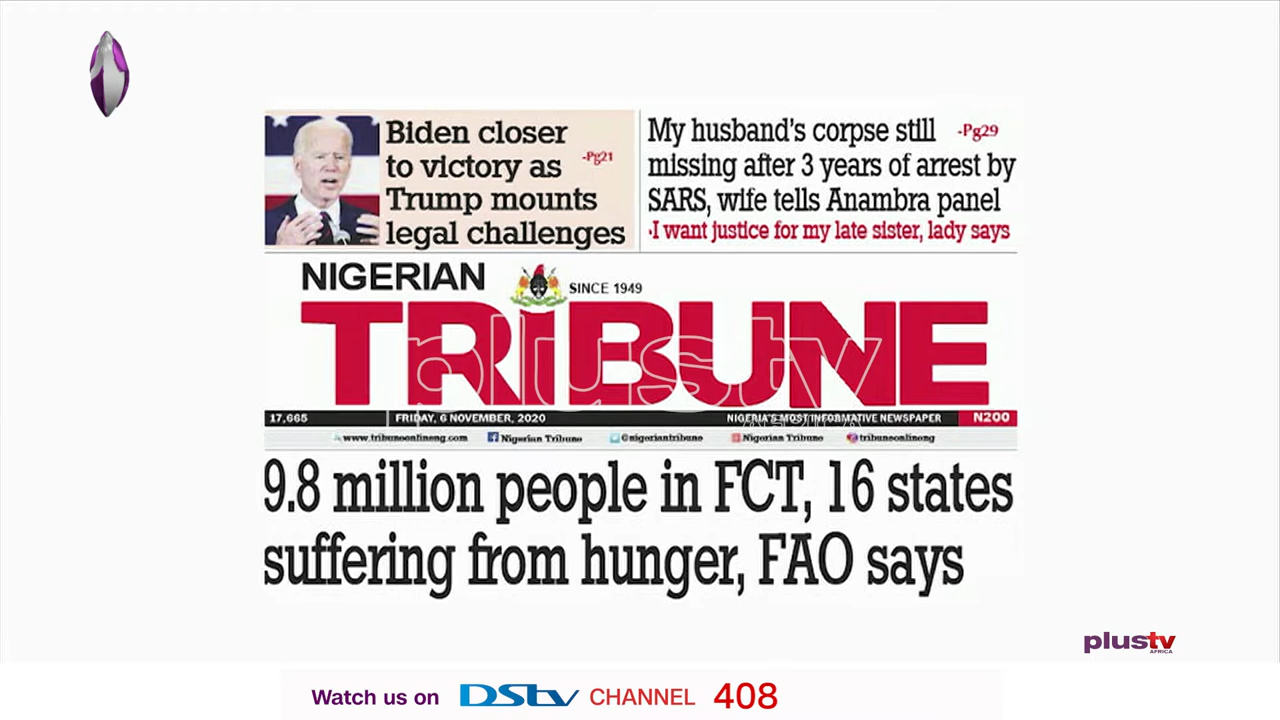 Biden closer
to victory as
-Pg21
Trump mounts
legal challenges
My husband's corpse still -Pg29
missing after 3 years of arrest by
SARS, wife tells Anambra panel
·I want justice for my late sister, lady says
NIGERIAN
SINCE 1949
TRIBUNE
plustv
AFRICA
17,665 FRIDAY, 6 NOVEMBER, 2020 NIGERIA'S MOST INFORMATIVE NEWSPAPER N200
www.tribuneonlineng.com Nigerian Tribune @nigeriantribune Nigerian Tribune tribuneonlineng
9.8 million people in FCT, 16 states
suffering from hunger, FAO says
plustv
AFRICA
Watch us on DStv CHANNEL 408